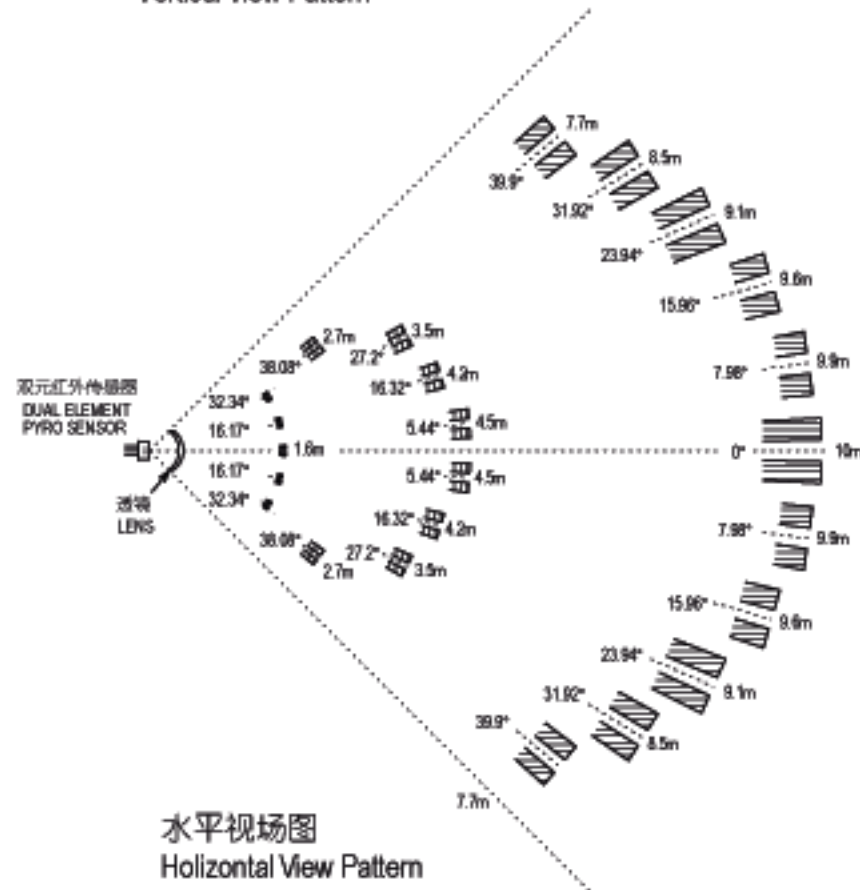 Vertical View Pattern
7.7m
39.9°
8.5m
31.92°
9.1m
23.94°
9.6m
15.96°
9.9m
7.98°
2.7m
38.08°
3.5m
27.2°
4.2m
16.32°
双元红外传感器
DUAL ELEMENT
PYRO SENSOR
32.34°
16.17°
5.44°
4.5m
1.6m
0°
10m
16.17°
32.34°
5.44°
4.5m
透镜
LENS
16.32°
4.2m
38.08°
2.7m
27.2°
3.5m
7.98°
9.9m
15.96°
9.6m
23.94°
9.1m
31.92°
8.5m
39.9°
7.7m
水平视场图
Holizontal View Pattern